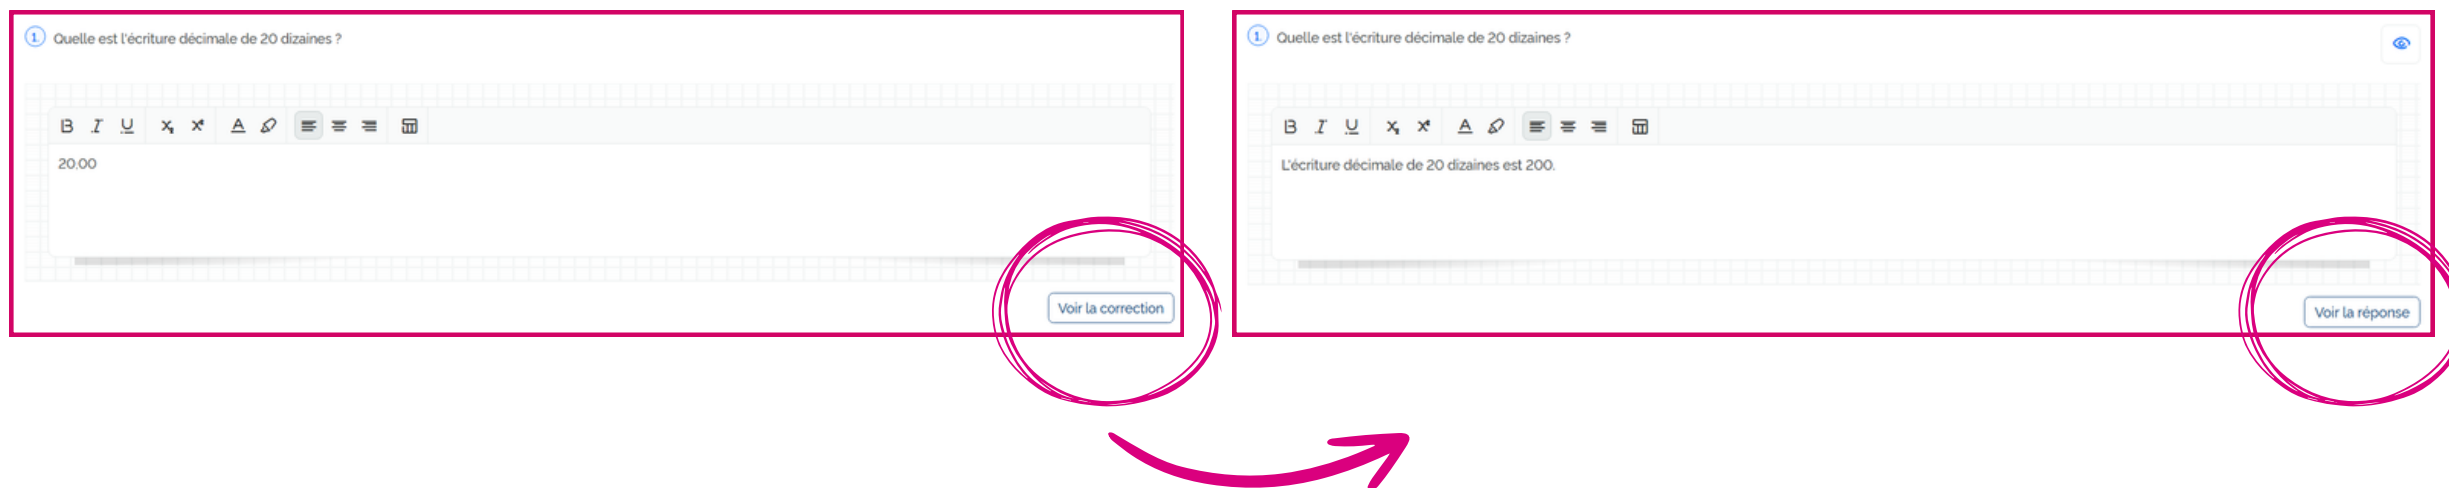 1. Quelle est l'écriture décimale de 20 dizaines ?
B I U
20.00
Voir la correction
1. Quelle est l'écriture décimale de 20 dizaines ?
B I U
L'écriture décimale de 20 dizaines est 200.
Voir la réponse